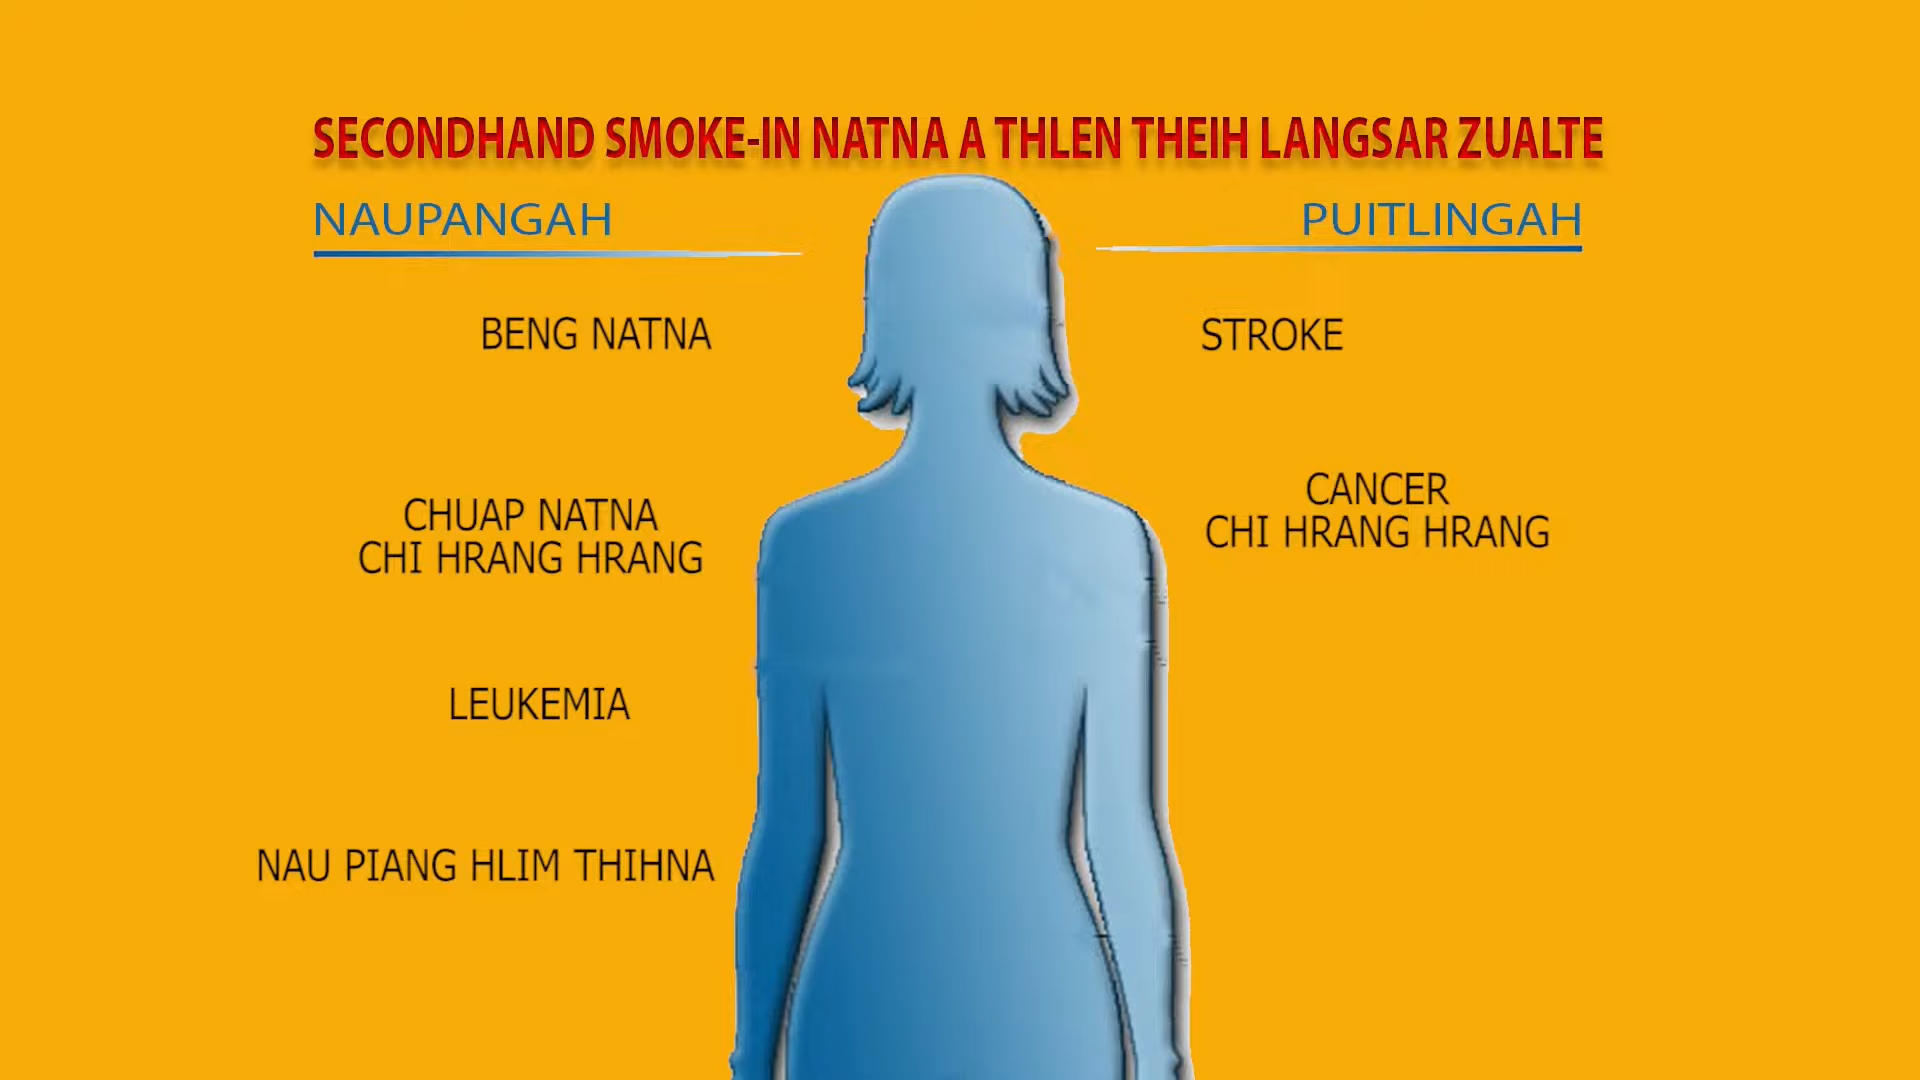 SECONDHAND SMOKE-IN NATNA A THLEN THEIH LANGSAR ZUALTE
NAUPANGAH
BENG NATNA
CHUAP NATNA
CHI HRANG HRANG
LEUKEMIA
NAU PIANG HLIM THIHNA
PUITLINGAH
STROKE
CANCER
CHI HRANG HRANG